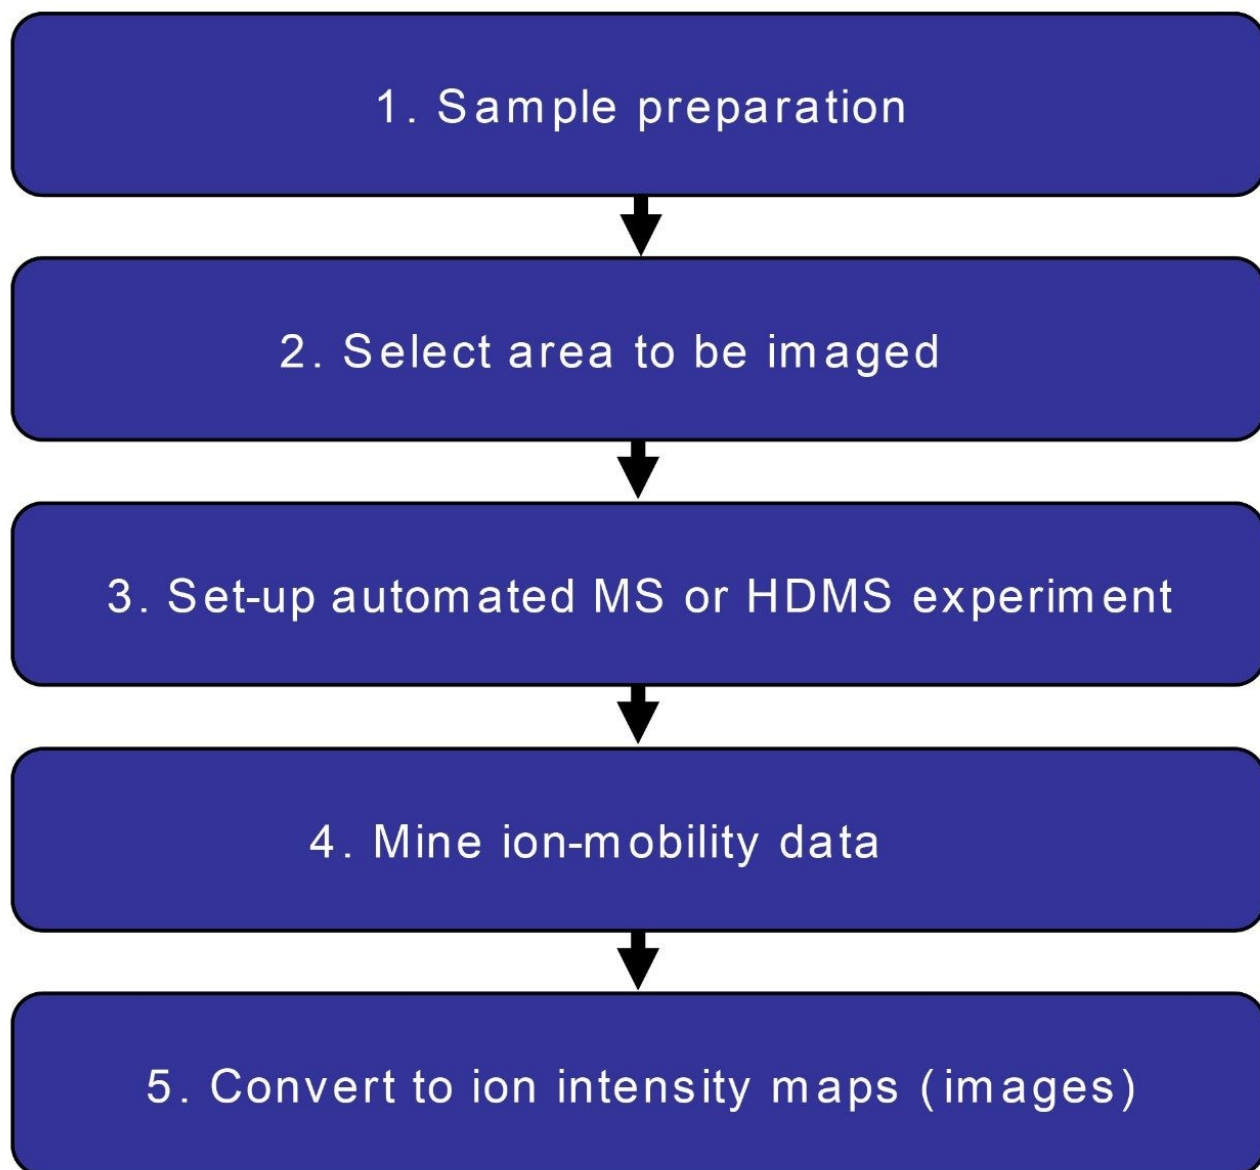 1. Sample preparation
2. Select area to be imaged
3. Set-up automated MS or HDMS experiment
4. Mine ion-mobility data
5. Convert to ion intensity maps (images)